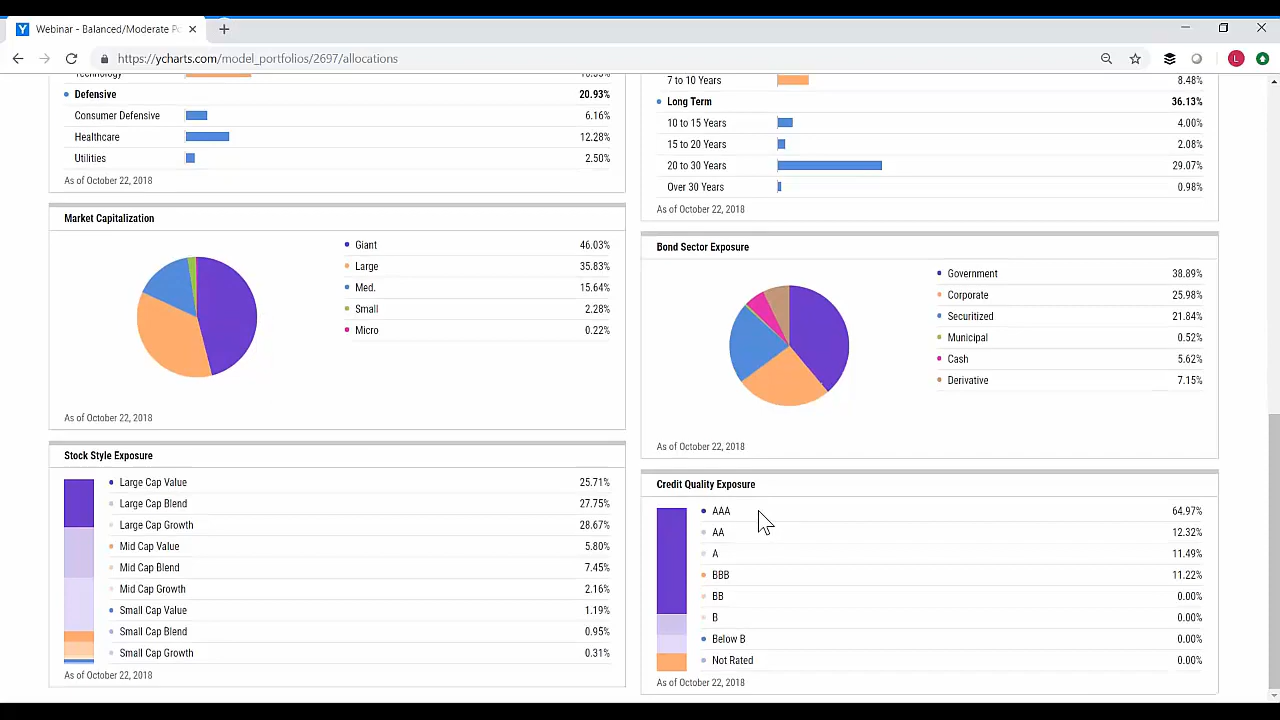 Webinar - Balanced/Moderate Po
https://ycharts.com/model_portfolios/2697/allocations
L
Technology
Defensive 20.93%
Consumer Defensive 6.16%
Healthcare 12.28%
Utilities 2.50%
As of October 22, 2018
Market Capitalization
Giant 46.03%
Large 35.83%
Med. 15.64%
Small 2.28%
Micro 0.22%
As of October 22, 2018
Stock Style Exposure
Large Cap Value 25.71%
Large Cap Blend 27.75%
Large Cap Growth 28.67%
Mid Cap Value 5.80%
Mid Cap Blend 7.45%
Mid Cap Growth 2.16%
Small Cap Value 1.19%
Small Cap Blend 0.95%
Small Cap Growth 0.31%
As of October 22, 2018
7 to 10 Years 8.48%
Long Term 36.13%
10 to 15 Years 4.00%
15 to 20 Years 2.08%
20 to 30 Years 29.07%
Over 30 Years 0.98%
As of October 22, 2018
Bond Sector Exposure
Government 38.89%
Corporate 25.98%
Securitized 21.84%
Municipal 0.52%
Cash 5.62%
Derivative 7.15%
As of October 22, 2018
Credit Quality Exposure
AAA 64.97%
AA 12.32%
A 11.49%
BBB 11.22%
BB 0.00%
B 0.00%
Below B 0.00%
Not Rated 0.00%
As of October 22, 2018